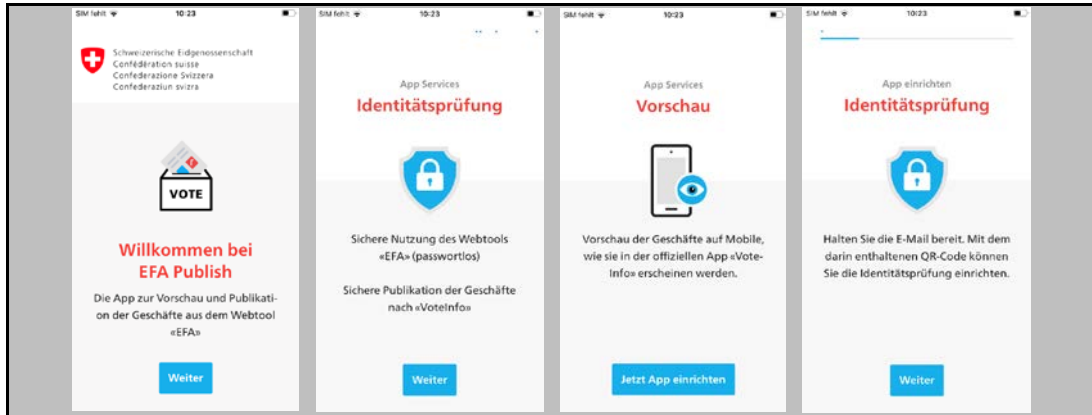 SIM fehlt 10:23
Schweizerische Eidgenossenschaft
Confédération suisse
Confederazione Svizzera
Confederaziun svizra
VOTE
Willkommen bei
EFA Publish
Die App zur Vorschau und Publikati-
on der Geschäfte aus dem Webtool
«EFA»
Weiter
SIM fehlt 10:23
App Services
Identitätsprüfung
Sichere Nutzung des Webtools
«EFA» (passwortlos)
Sichere Publikation der Geschäfte
nach «VoteInfo»
Weiter
SIM fehlt 10:23
App Services
Vorschau
Vorschau der Geschäfte auf Mobile,
wie sie in der offiziellen App «Vote-
Info» erscheinen werden.
Jetzt App einrichten
SIM fehlt 10:23
App einrichten
Identitätsprüfung
Halten Sie die E-Mail bereit. Mit dem
darin enthaltenen QR-Code können
Sie die Identitätsprüfung einrichten.
Weiter